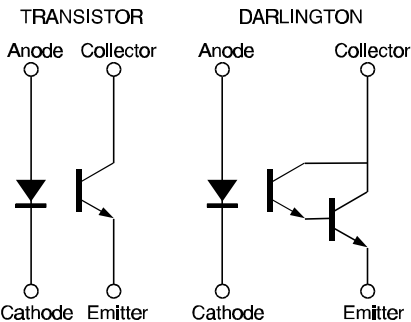 TRANSISTOR DARLINGTON
Anode Collector Anode Collector
Cathode Emitter Cathode Emitter